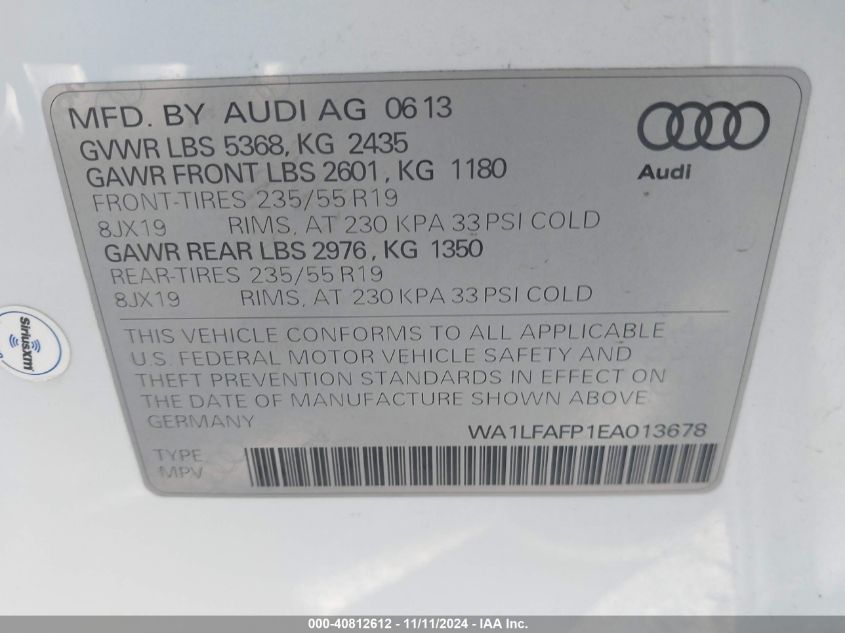 MFD. BY AUDI AG 0613
GVWR LBS 5368, KG 2435
GAWR FRONT LBS 2601, KG 1180
FRONT-TIRES 235/55 R19
8JX19 RIMS, AT 230 KPA 33 PSI COLD
GAWR REAR LBS 2976, KG 1350
REAR-TIRES 235/55 R19
8JX19 RIMS, AT 230 KPA 33 PSI COLD
Audi
THIS VEHICLE CONFORMS TO ALL APPLICABLE
U.S. FEDERAL MOTOR VEHICLE SAFETY AND
THEFT PREVENTION STANDARDS IN EFFECT ON
THE DATE OF MANUFACTURE SHOWN ABOVE
GERMANY
WA1LFAFP1EA013678
TYPE
MPV
SiriusXM
000-40812612 - 11/11/2024 - IAAI Inc.